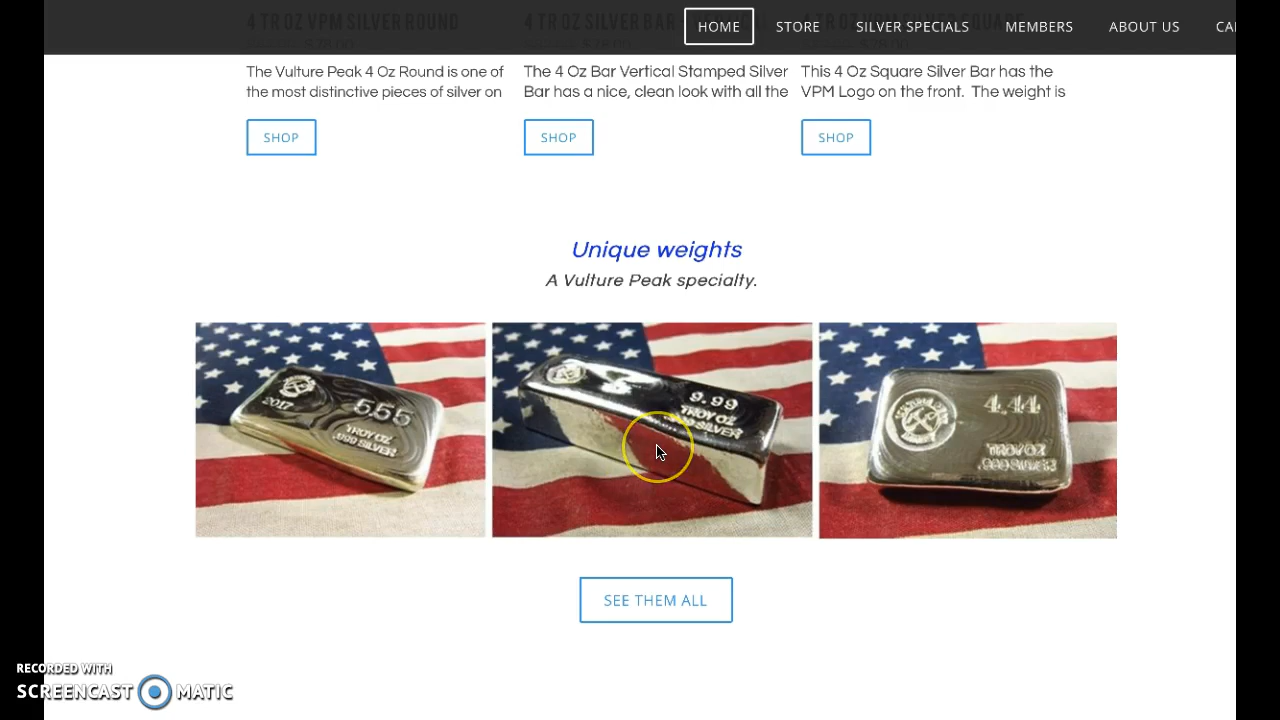 4 TR OZ VPM SILVER ROUND
4 TR OZ SILVER BAR
HOME
STORE
SILVER SPECIALS
MEMBERS
ABOUT US
CA
The Vulture Peak 4 Oz Round is one of
the most distinctive pieces of silver on
SHOP
The 4 Oz Bar Vertical Stamped Silver
Bar has a nice, clean look with all the
SHOP
This 4 Oz Square Silver Bar has the
VPM Logo on the front. The weight is
SHOP
Unique weights
A Vulture Peak specialty.
2017
555
TROY OZ
.999 SILVER
9.99
TROY OZ
.999 SILVER
4.44
TROY OZ
.999 SILVER
SEE THEM ALL
RECORDED WITH
SCREENCAST MATIC